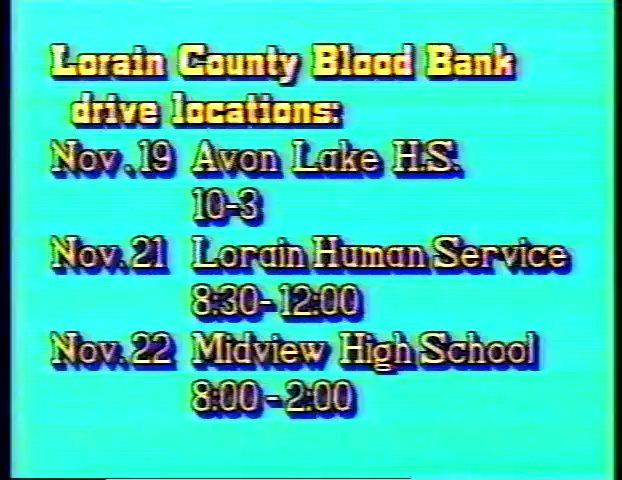 Lorain County Blood Bank
drive locations:
Nov. 19 Avon Lake H.S.
10-3
Nov. 21 Lorain Human Service
8:30-12:00
Nov. 22 Midview High School
8:00-2:00